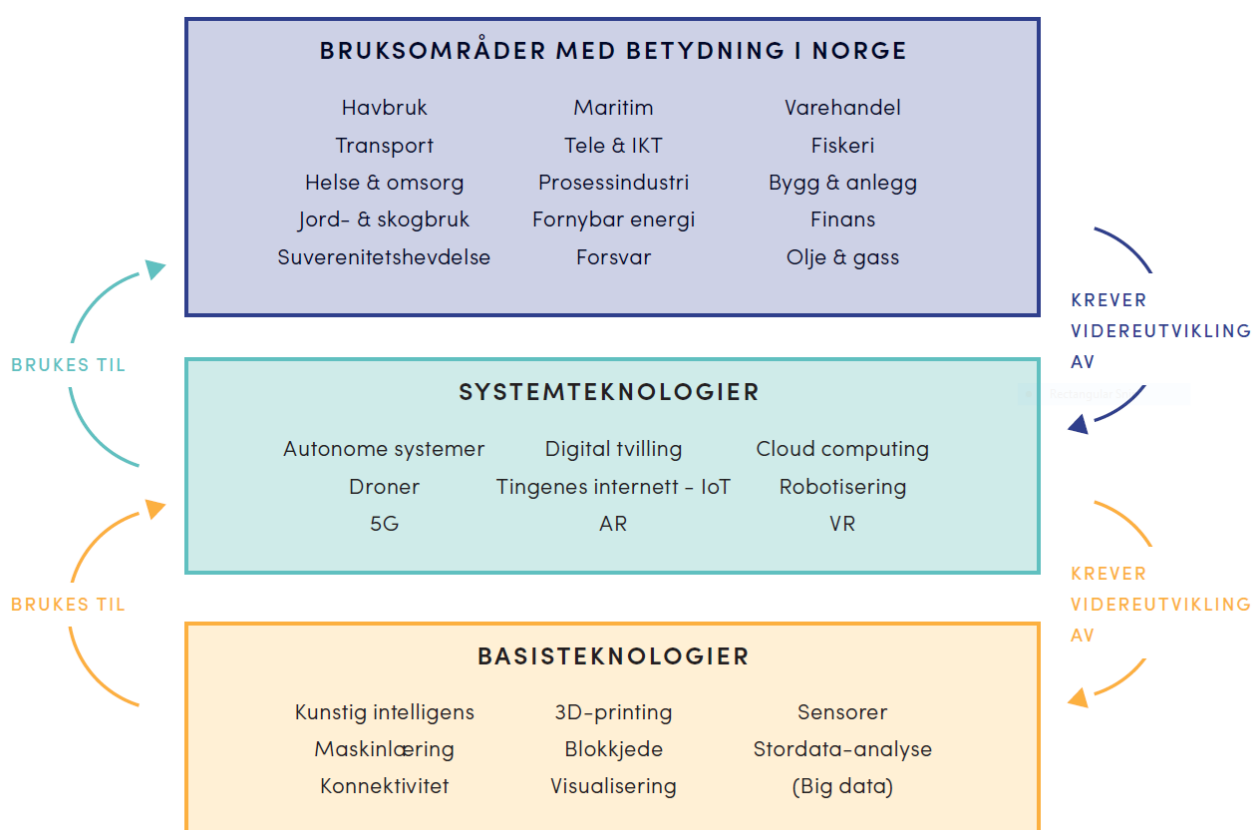 BRUKSOMRÅDER MED BETYDNING I NORGE
Havbruk Maritim Varehandel
Transport Tele & IKT Fiskeri
Helse & omsorg Prosessindustri Bygg & anlegg
Jord- & skogbruk Fornybar energi Finans
Suverenitetshevdelse Forsvar Olje & gass
BRUKES TIL
KREVER
VIDEREUTVIKLING
AV
SYSTEMTEKNOLOGIER
Autonome systemer Digital tvilling Cloud computing
Droner Tingenes internett - IoT Robotisering
5G AR VR
BRUKES TIL
KREVER
VIDEREUTVIKLING
AV
BASISTEKNOLOGIER
Kunstig intelligens 3D-printing Sensorer
Maskinlæring Blokkjede Stordata-analyse
Konnektivitet Visualisering (Big data)